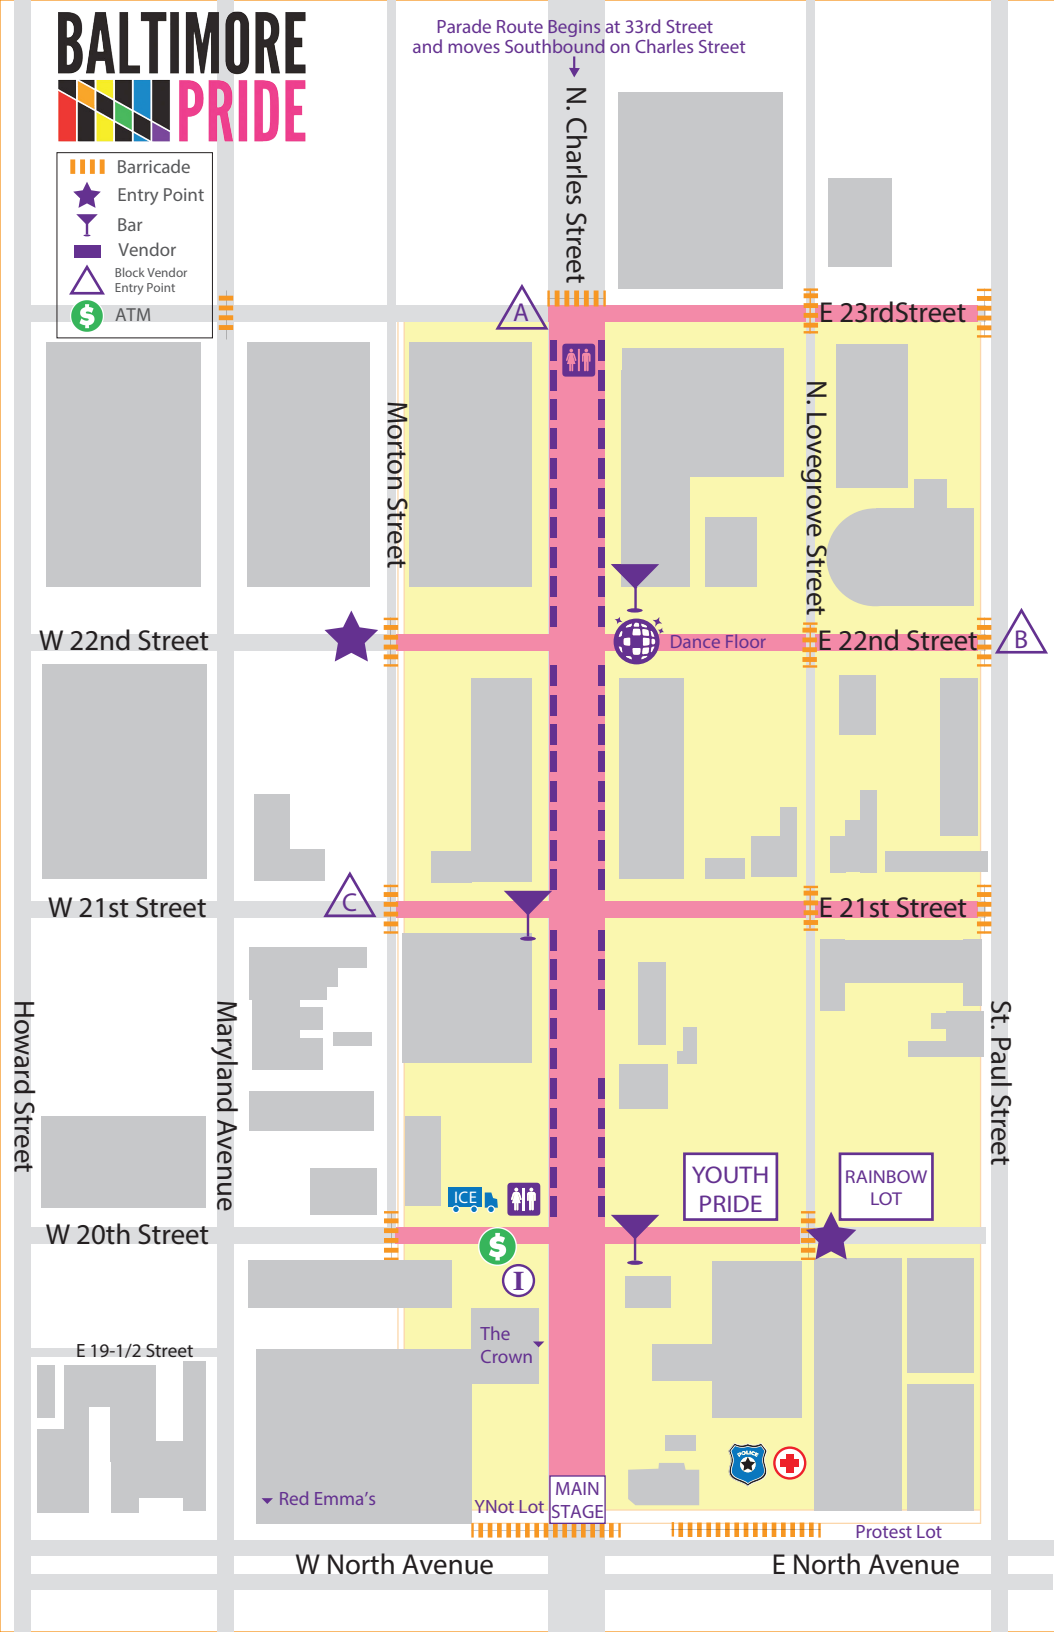 BALTIMORE
PRIDE
Parade Route Begins at 33rd Street
and moves Southbound on Charles Street
Barricade
Entry Point
Bar
Vendor
Block Vendor
Entry Point
$ ATM
N. Charles Street
A
E 23rdStreet
Morton Street
N. Lovegrove Street
W 22nd Street
Dance Floor
E 22nd Street
B
C
W 21st Street
E 21st Street
Howard Street
Maryland Avenue
St. Paul Street
YOUTH
PRIDE
RAINBOW
LOT
ICE
W 20th Street
$
I
The
Crown
E 19-1/2 Street
POLICE
Red Emma's
YNot Lot
MAIN
STAGE
Protest Lot
W North Avenue
E North Avenue